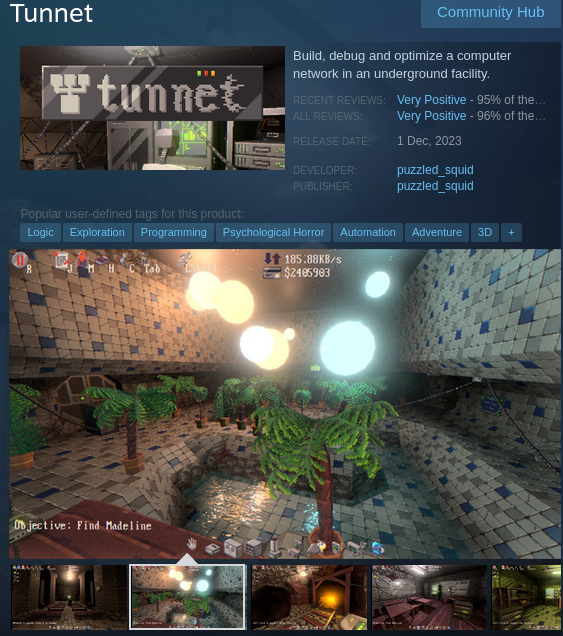 Tunnet
Community Hub
tunnet
Build, debug and optimize a computer
network in an underground facility.
RECENT REVIEWS: Very Positive - 95% of the…
ALL REVIEWS: Very Positive - 96% of the…
RELEASE DATE: 1 Dec, 2023
DEVELOPER: puzzled_squid
PUBLISHER: puzzled_squid
Popular user-defined tags for this product:
Logic Exploration Programming Psychological Horror Automation Adventure 3D +
185.88KB/s
R J M H C Tab
$2405903
Objective: Find Madeline